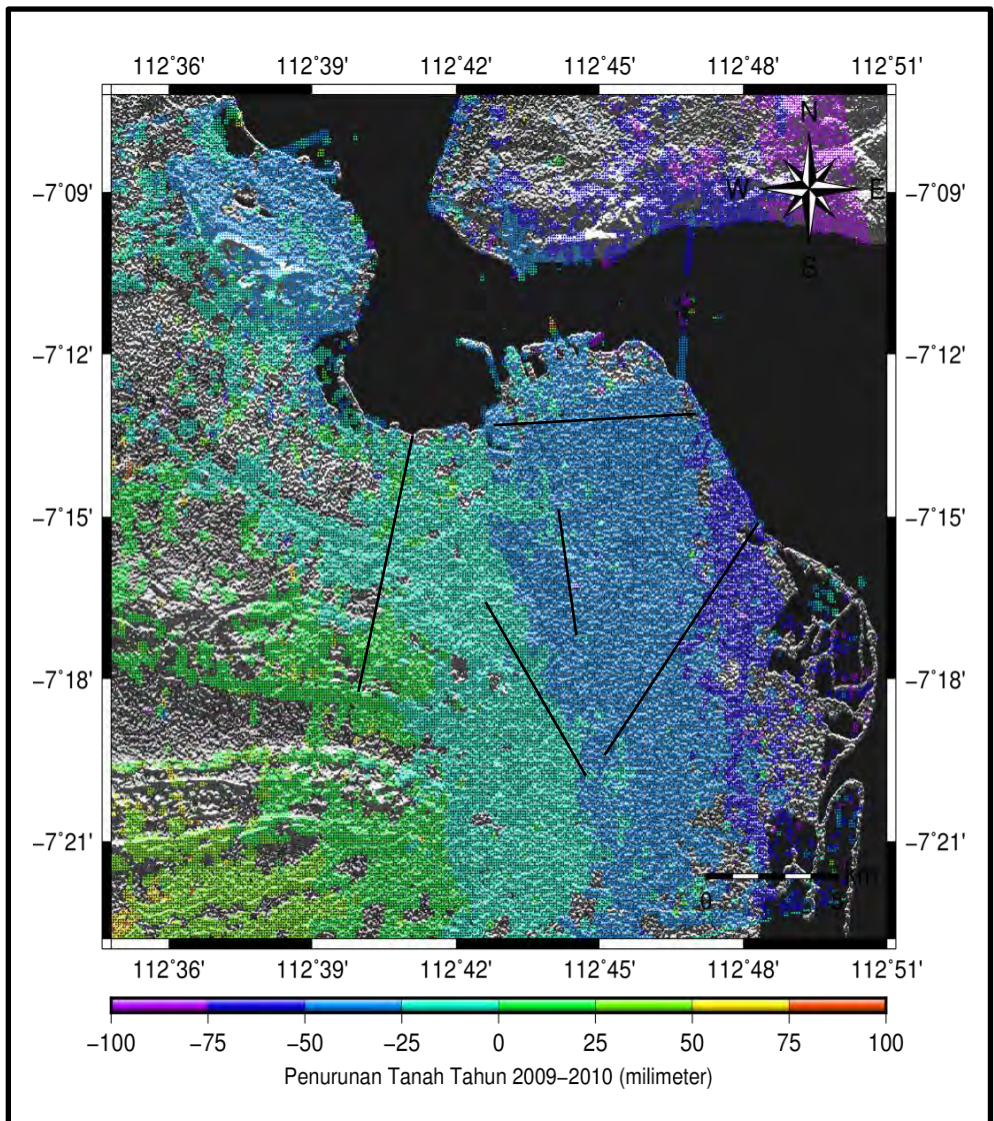 112˚36' 112˚39' 112˚42' 112˚45' 112˚48' 112˚51'
N
−7˚09' W E −7˚09'
S
−7˚12' −7˚12'
−7˚15' −7˚15'
−7˚18' −7˚18'
−7˚21' −7˚21'
km
0 5
112˚36' 112˚39' 112˚42' 112˚45' 112˚48' 112˚51'
−100 −75 −50 −25 0 25 50 75 100
Penurunan Tanah Tahun 2009−2010 (milimeter)